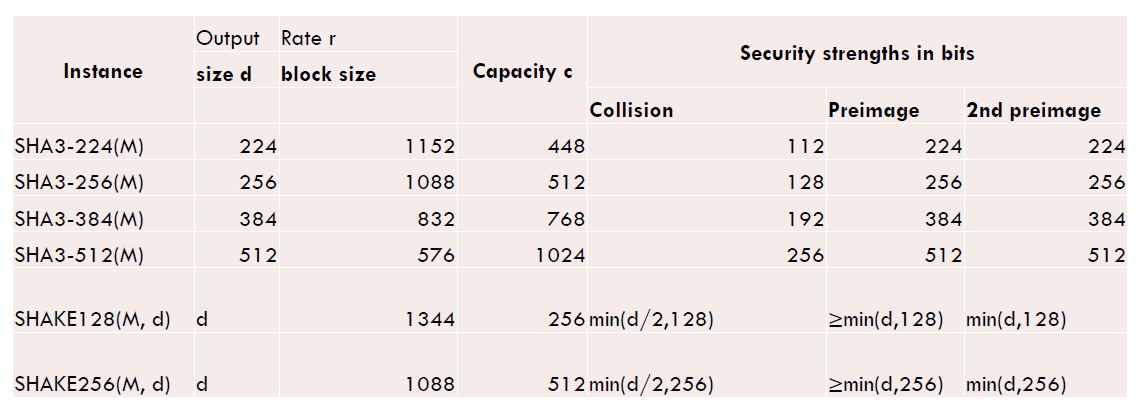 Instance Output size d Rate r block size Capacity c Security strengths in bits
Collision Preimage 2nd preimage
SHA3-224(M) 224 1152 448 112 224 224
SHA3-256(M) 256 1088 512 128 256 256
SHA3-384(M) 384 832 768 192 384 384
SHA3-512(M) 512 576 1024 256 512 512
SHAKE128(M, d) d 1344 256 min(d/2,128) ≥min(d,128) min(d,128)
SHAKE256(M, d) d 1088 512 min(d/2,256) ≥min(d,256) min(d,256)